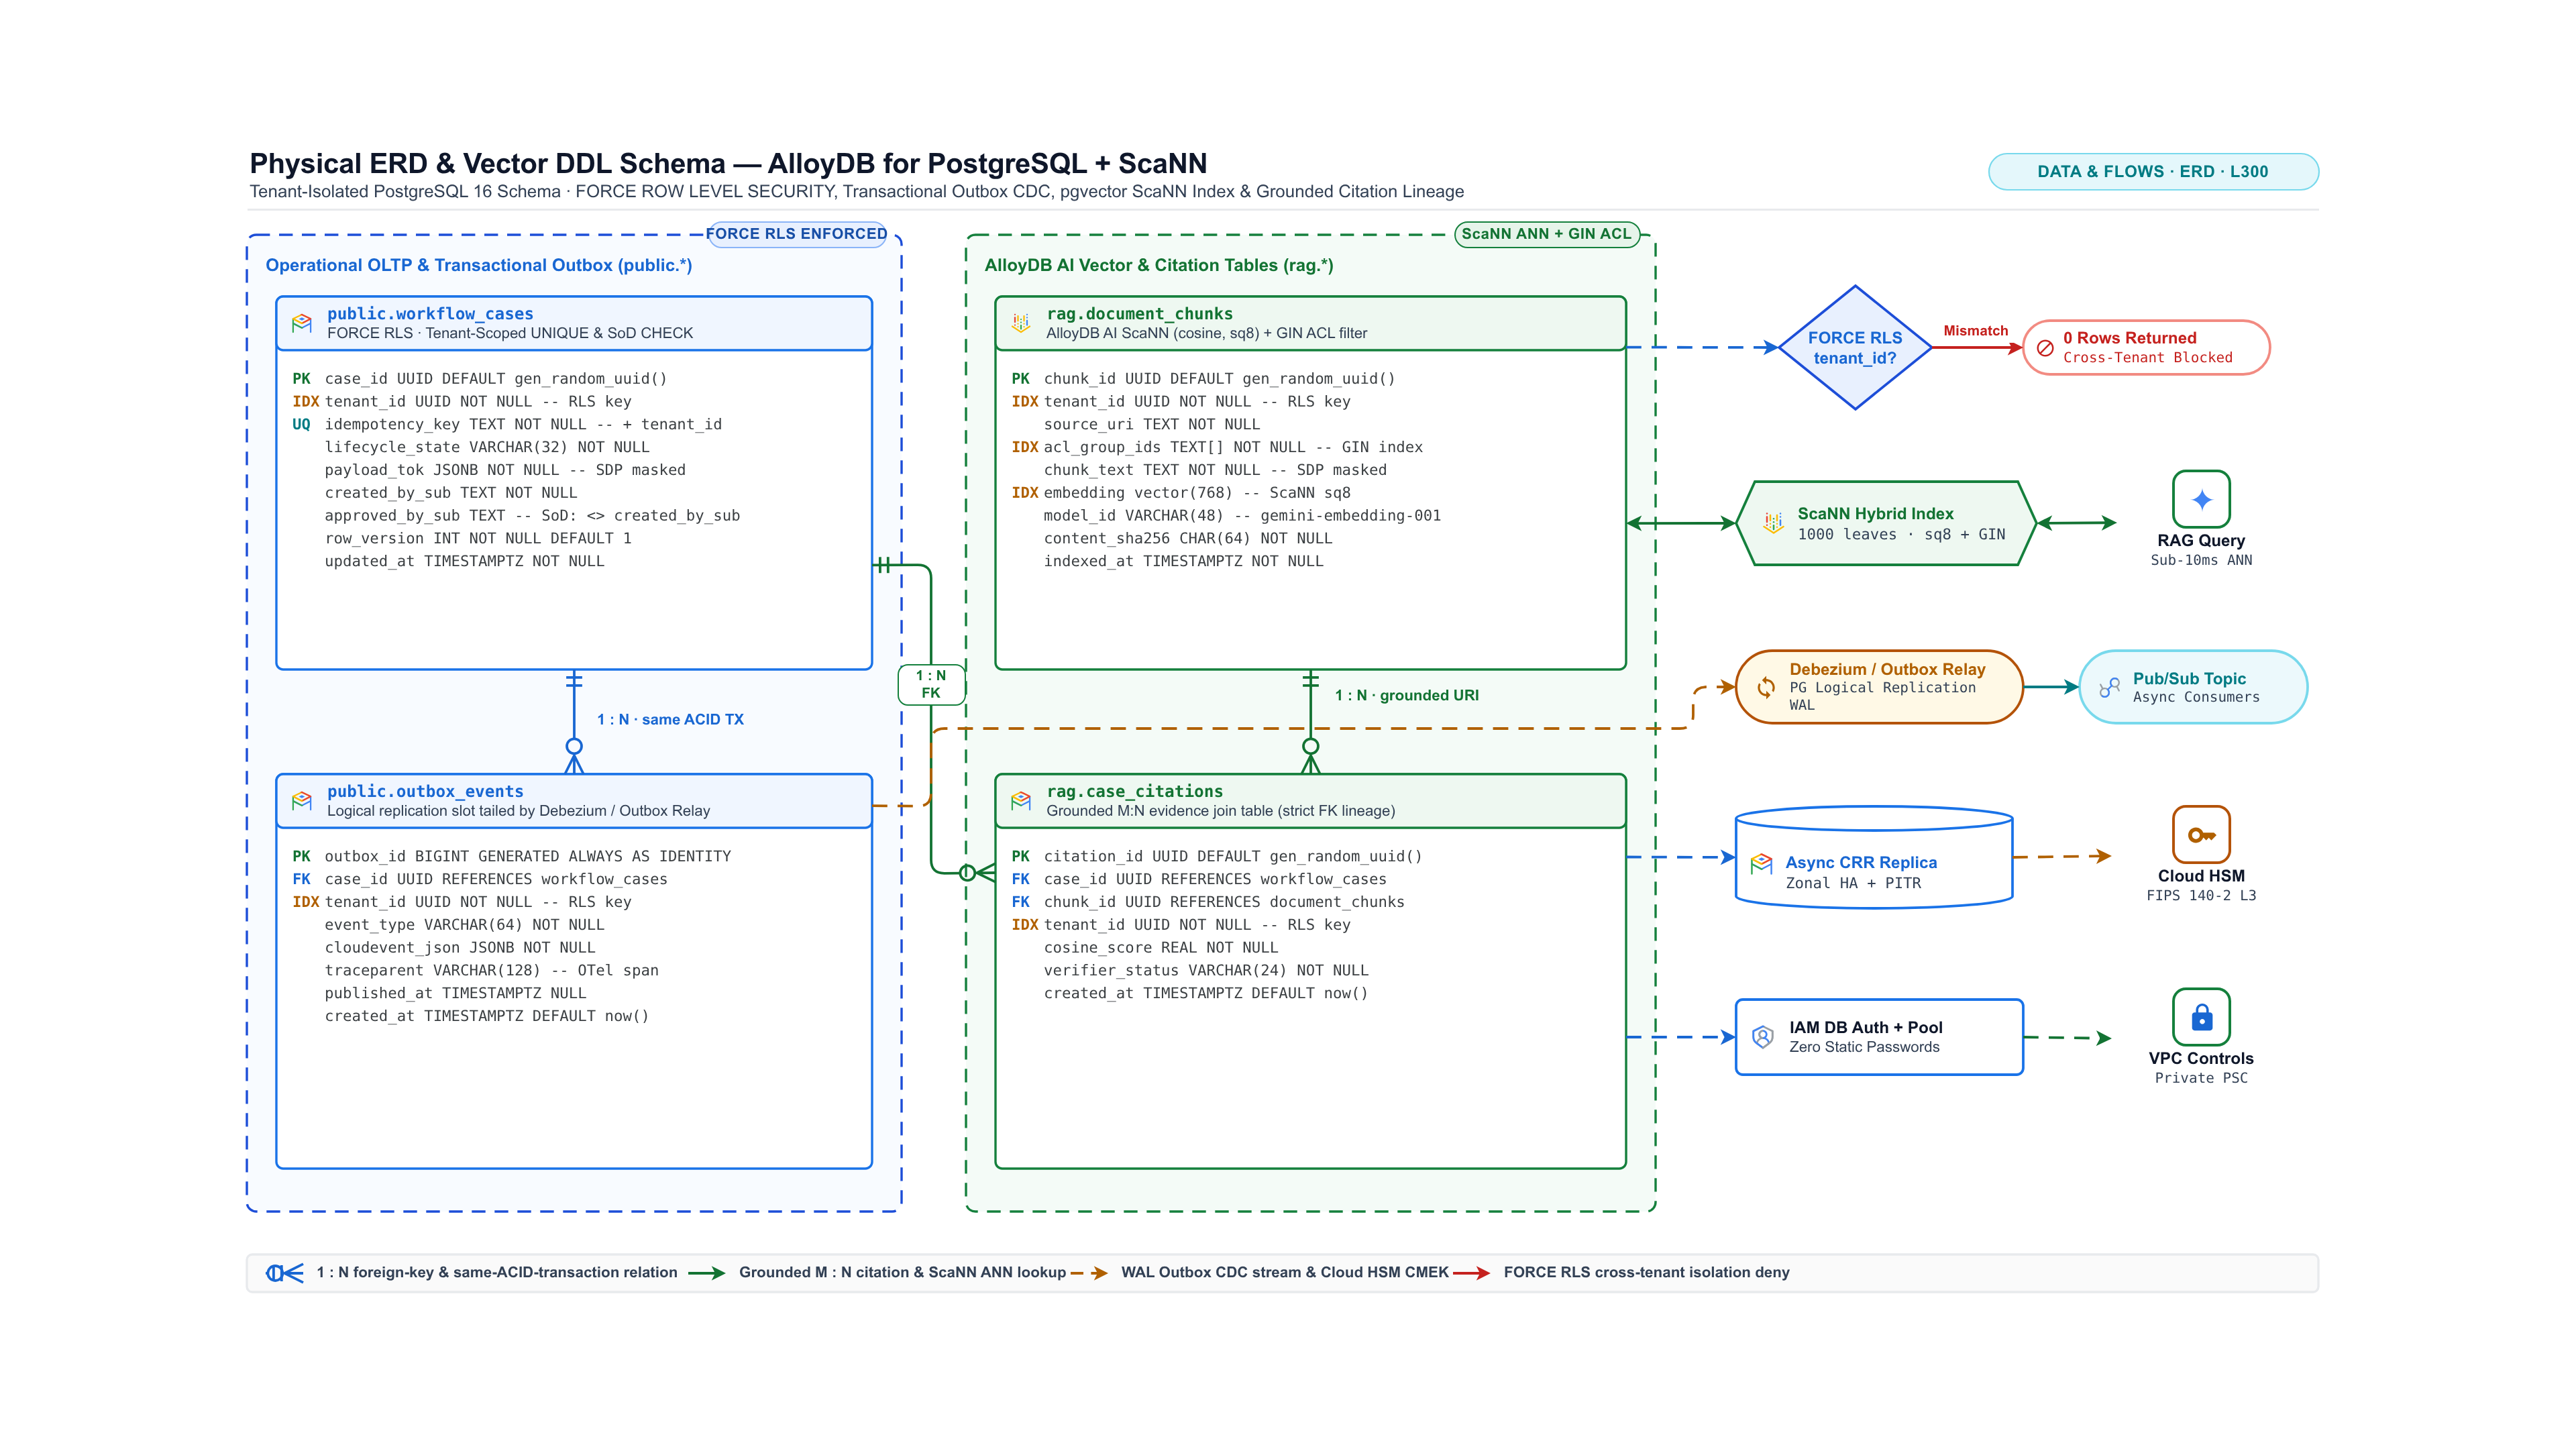 Physical ERD & Vector DDL Schema — AlloyDB for PostgreSQL + ScaNN
Tenant-Isolated PostgreSQL 16 Schema · FORCE ROW LEVEL SECURITY, Transactional Outbox CDC, pgvector ScaNN Index & Grounded Citation Lineage
DATA & FLOWS · ERD · L300
FORCE RLS ENFORCED
Operational OLTP & Transactional Outbox (public.*)
public.workflow_cases
FORCE RLS · Tenant-Scoped UNIQUE & SoD CHECK
PK case_id UUID DEFAULT gen_random_uuid()
IDX tenant_id UUID NOT NULL -- RLS key
UQ idempotency_key TEXT NOT NULL -- + tenant_id
lifecycle_state VARCHAR(32) NOT NULL
payload_tok JSONB NOT NULL -- SDP masked
created_by_sub TEXT NOT NULL
approved_by_sub TEXT -- SoD: <> created_by_sub
row_version INT NOT NULL DEFAULT 1
updated_at TIMESTAMPTZ NOT NULL
1 : N · same ACID TX
1 : N
FK
public.outbox_events
Logical replication slot tailed by Debezium / Outbox Relay
PK outbox_id BIGINT GENERATED ALWAYS AS IDENTITY
FK case_id UUID REFERENCES workflow_cases
IDX tenant_id UUID NOT NULL -- RLS key
event_type VARCHAR(64) NOT NULL
cloudevent_json JSONB NOT NULL
traceparent VARCHAR(128) -- OTel span
published_at TIMESTAMPTZ NULL
created_at TIMESTAMPTZ DEFAULT now()
ScaNN ANN + GIN ACL
AlloyDB AI Vector & Citation Tables (rag.*)
rag.document_chunks
AlloyDB AI ScaNN (cosine, sq8) + GIN ACL filter
PK chunk_id UUID DEFAULT gen_random_uuid()
IDX tenant_id UUID NOT NULL -- RLS key
source_uri TEXT NOT NULL
IDX acl_group_ids TEXT[] NOT NULL -- GIN index
chunk_text TEXT NOT NULL -- SDP masked
IDX embedding vector(768) -- ScaNN sq8
model_id VARCHAR(48) -- gemini-embedding-001
content_sha256 CHAR(64) NOT NULL
indexed_at TIMESTAMPTZ NOT NULL
1 : N · grounded URI
rag.case_citations
Grounded M:N evidence join table (strict FK lineage)
PK citation_id UUID DEFAULT gen_random_uuid()
FK case_id UUID REFERENCES workflow_cases
FK chunk_id UUID REFERENCES document_chunks
IDX tenant_id UUID NOT NULL -- RLS key
cosine_score REAL NOT NULL
verifier_status VARCHAR(24) NOT NULL
created_at TIMESTAMPTZ DEFAULT now()
FORCE RLS
tenant_id?
Mismatch
0 Rows Returned
Cross-Tenant Blocked
ScaNN Hybrid Index
1000 leaves · sq8 + GIN
RAG Query
Sub-10ms ANN
Debezium / Outbox Relay
PG Logical Replication
WAL
Pub/Sub Topic
Async Consumers
Async CRR Replica
Zonal HA + PITR
Cloud HSM
FIPS 140-2 L3
IAM DB Auth + Pool
Zero Static Passwords
VPC Controls
Private PSC
1 : N foreign-key & same-ACID-transaction relation
Grounded M : N citation & ScaNN ANN lookup
WAL Outbox CDC stream & Cloud HSM CMEK
FORCE RLS cross-tenant isolation deny